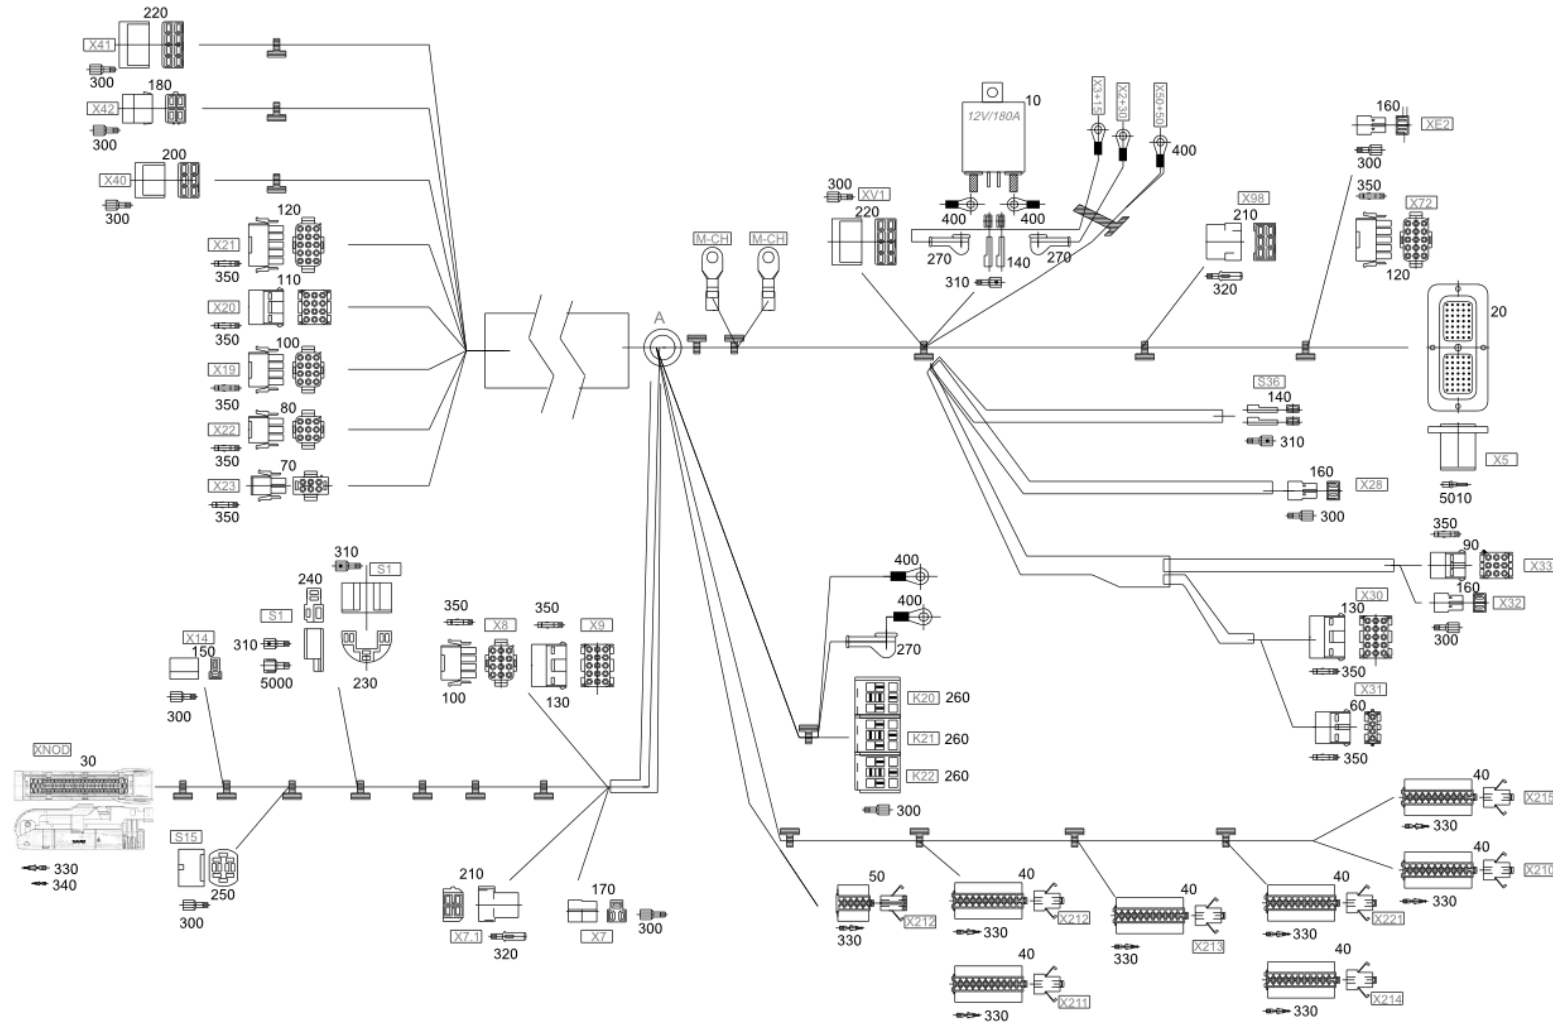 220
X41
300
180
X42
300
200
X40
300
120
X21
350
110
X20
350
100
X19
350
80
X22
350
70
X23
350
A
M-CH
M-CH
10
12V/180A
X3+15
X2+30
X50+50
400
300
XV1
220
400
400
270
140
270
310
X98
210
320
160
XE2
300
350
X72
120
20
X5
5010
S36
140
310
160
X28
300
350
90
X33
160
X32
300
X30
130
350
X31
60
350
400
400
270
K20 260
K21 260
K22 260
300
310
S1
240
S1
310
5000
230
X14
150
300
350
X8
100
350
X9
130
XNOD
30
330
340
S15
250
300
210
X7.1
320
170
X7
300
50
X212
330
40
X212
330
40
X211
330
40
X213
330
40
X221
330
40
X214
330
40
X215
330
40
X210
330